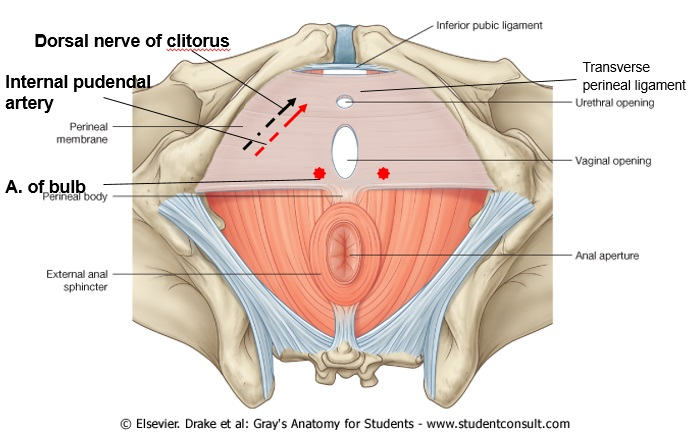 Inferior pubic ligament
Dorsal nerve of clitorus
Internal pudendal
artery
Transverse
perineal ligament
Urethral opening
Perineal
membrane
Vaginal opening
A. of bulb
Perineal body
Anal aperture
External anal
sphincter
© Elsevier. Drake et al: Gray's Anatomy for Students - www.studentconsult.com